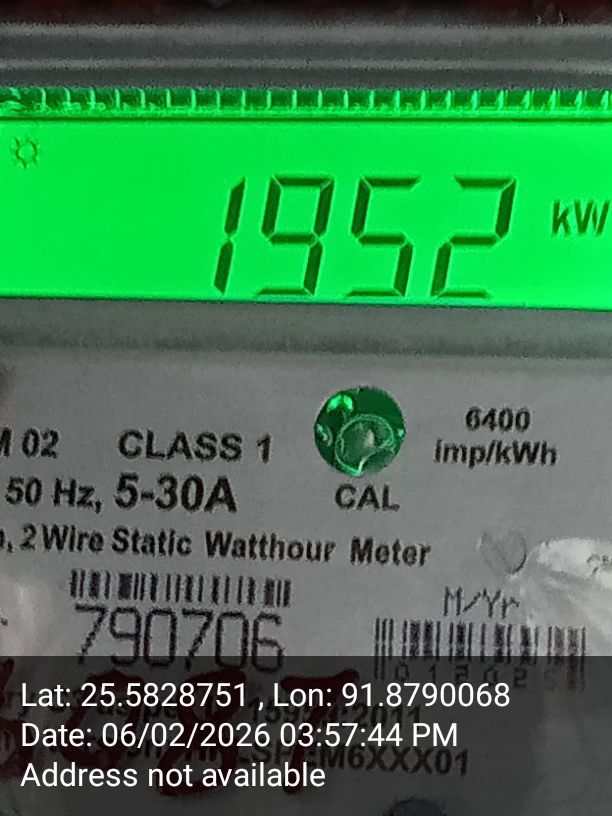 1952 kW
M 02 CLASS 1
6400
imp/kWh
50 Hz, 5-30A
CAL
, 2 Wire Static Watthour Meter
790706
M/Yr
Lat: 25.5828751 , Lon: 91.8790068
Date: 06/02/2026 03:57:44 PM
Address not available